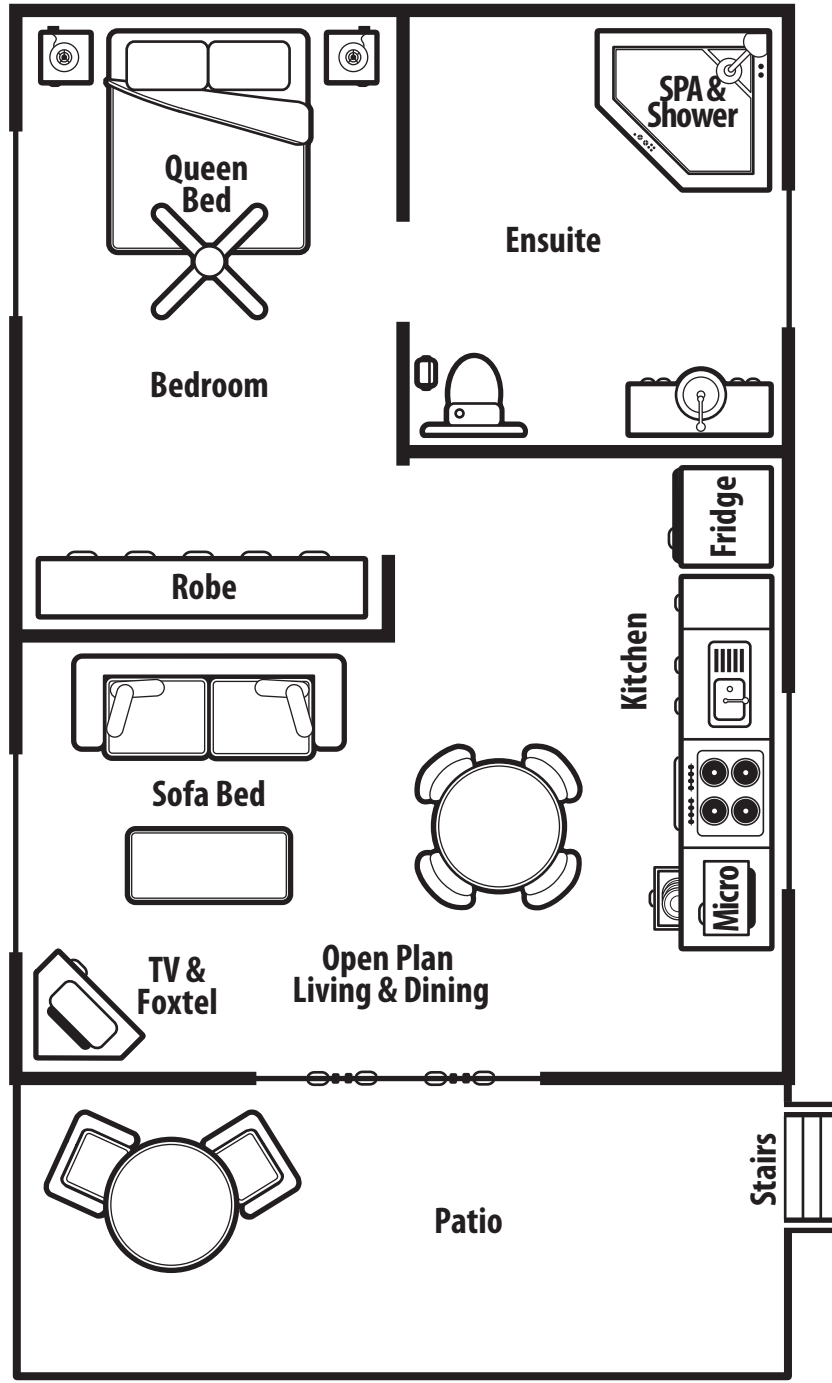 SPA &
Shower
Queen
Bed
Ensuite
Bedroom
Fridge
Robe
Kitchen
Sofa Bed
Micro
TV &
Foxtel
Open Plan
Living & Dining
Stairs
Patio